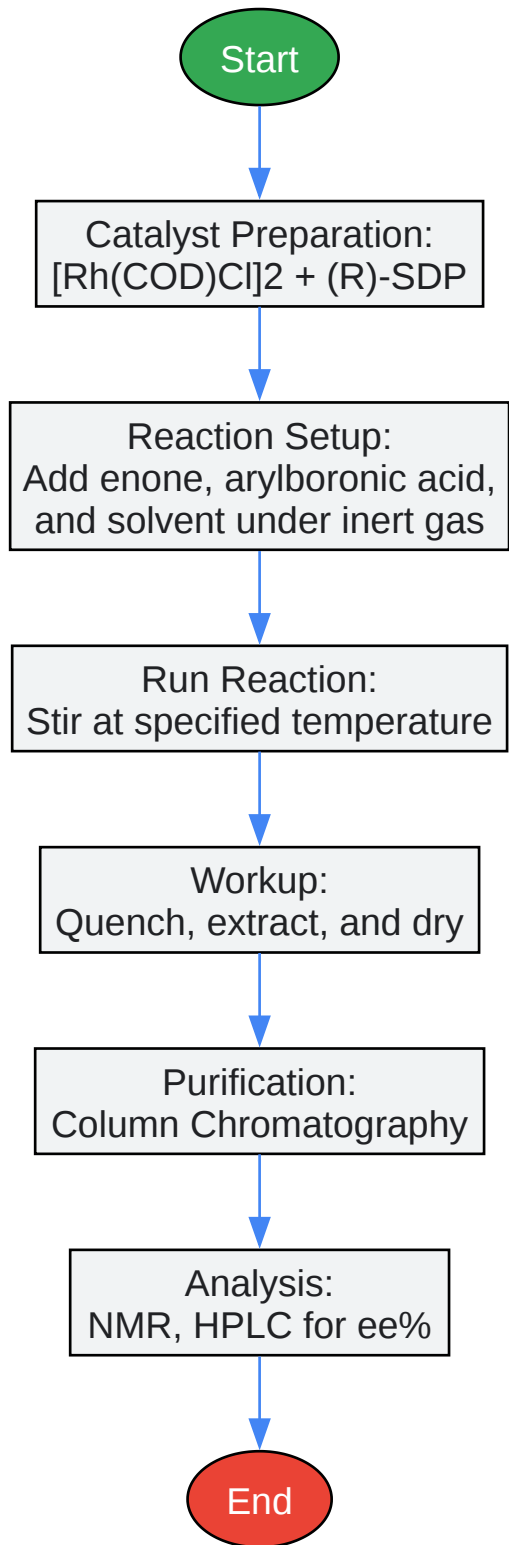 Start
Catalyst Preparation:
[Rh(COD)Cl]2 + (R)-SDP
Reaction Setup:
Add enone, arylboronic acid,
and solvent under inert gas
Run Reaction:
Stir at specified temperature
Workup:
Quench, extract, and dry
Purification:
Column Chromatography
Analysis:
NMR, HPLC for ee%
End